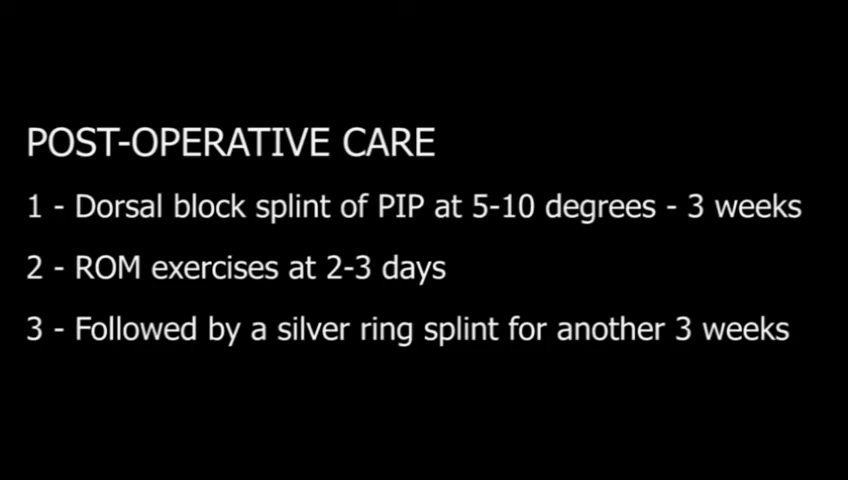 POST-OPERATIVE CARE
1 - Dorsal block splint of PIP at 5-10 degrees - 3 weeks
2 - ROM exercises at 2-3 days
3 - Followed by a silver ring splint for another 3 weeks